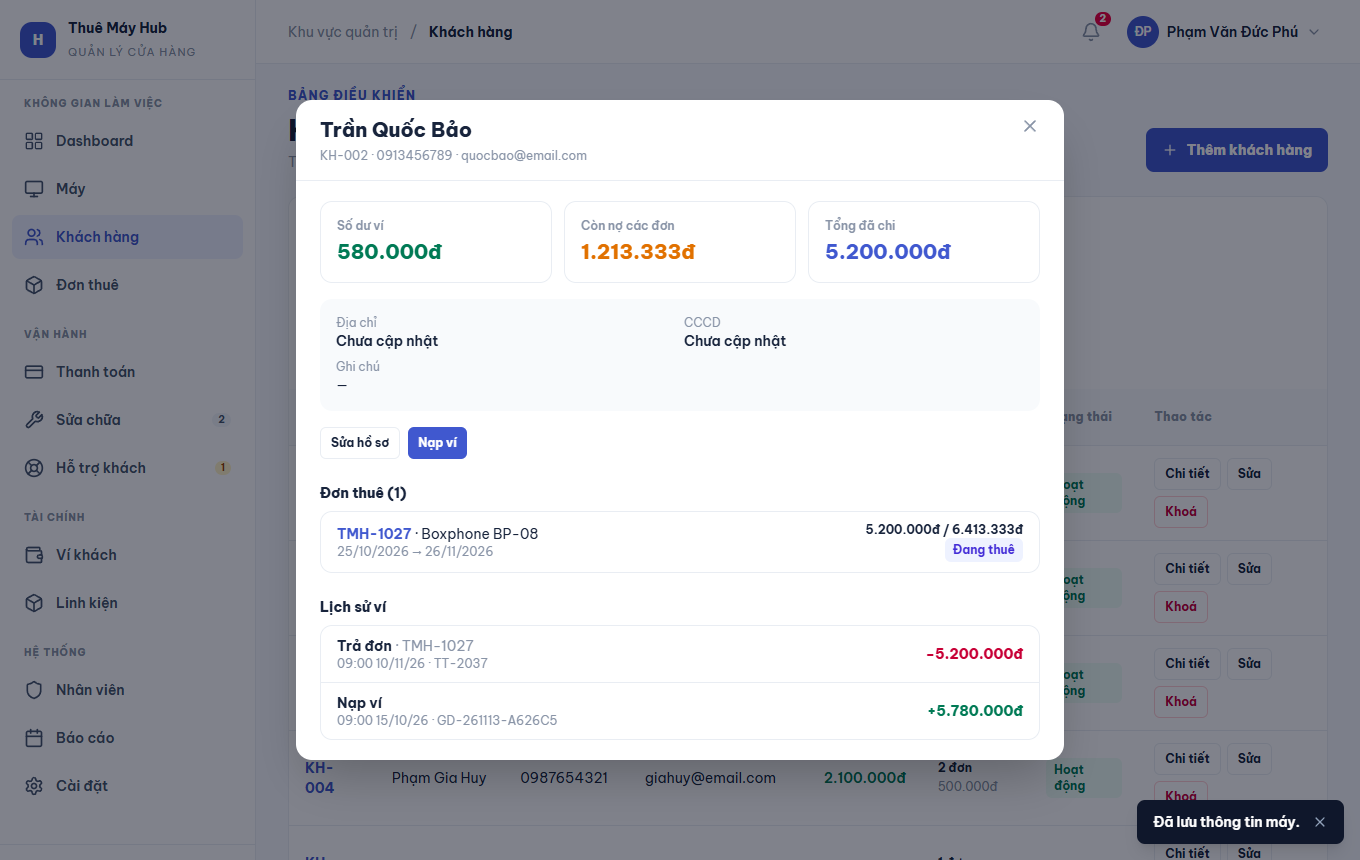 H
Thuê Máy Hub
QUẢN LÝ CỬA HÀNG
KHÔNG GIAN LÀM VIỆC
Dashboard
Máy
Khách hàng
Đơn thuê
VẬN HÀNH
Thanh toán
Sửa chữa 2
Hỗ trợ khách 1
TÀI CHÍNH
Ví khách
Linh kiện
HỆ THỐNG
Nhân viên
Báo cáo
Cài đặt
Khu vực quản trị / Khách hàng
2
ĐP Phạm Văn Đức Phú
BẢNG ĐIỀU KHIỂN
+ Thêm khách hàng
Trần Quốc Bảo
KH-002 · 0913456789 · quocbao@email.com
Số dư ví
580.000đ
Còn nợ các đơn
1.213.333đ
Tổng đã chi
5.200.000đ
Địa chỉ
Chưa cập nhật
CCCD
Chưa cập nhật
Ghi chú
—
Sửa hồ sơ
Nạp ví
Đơn thuê (1)
TMH-1027 · Boxphone BP-08
25/10/2026 → 26/11/2026
5.200.000đ / 6.413.333đ
Đang thuê
Lịch sử ví
Trả đơn · TMH-1027
09:00 10/11/26 · TT-2037
-5.200.000đ
Nạp ví
09:00 15/10/26 · GD-261113-A626C5
+5.780.000đ
Thao tác
Chi tiết Sửa
Khoá
Chi tiết Sửa
Khoá
Chi tiết Sửa
Khoá
KH-
004
Phạm Gia Huy
0987654321
giahuy@email.com
2.100.000đ
2 đơn
500.000đ
Hoạt
động
Chi tiết Sửa
Khoá
Chi tiết Sửa
Đã lưu thông tin máy.